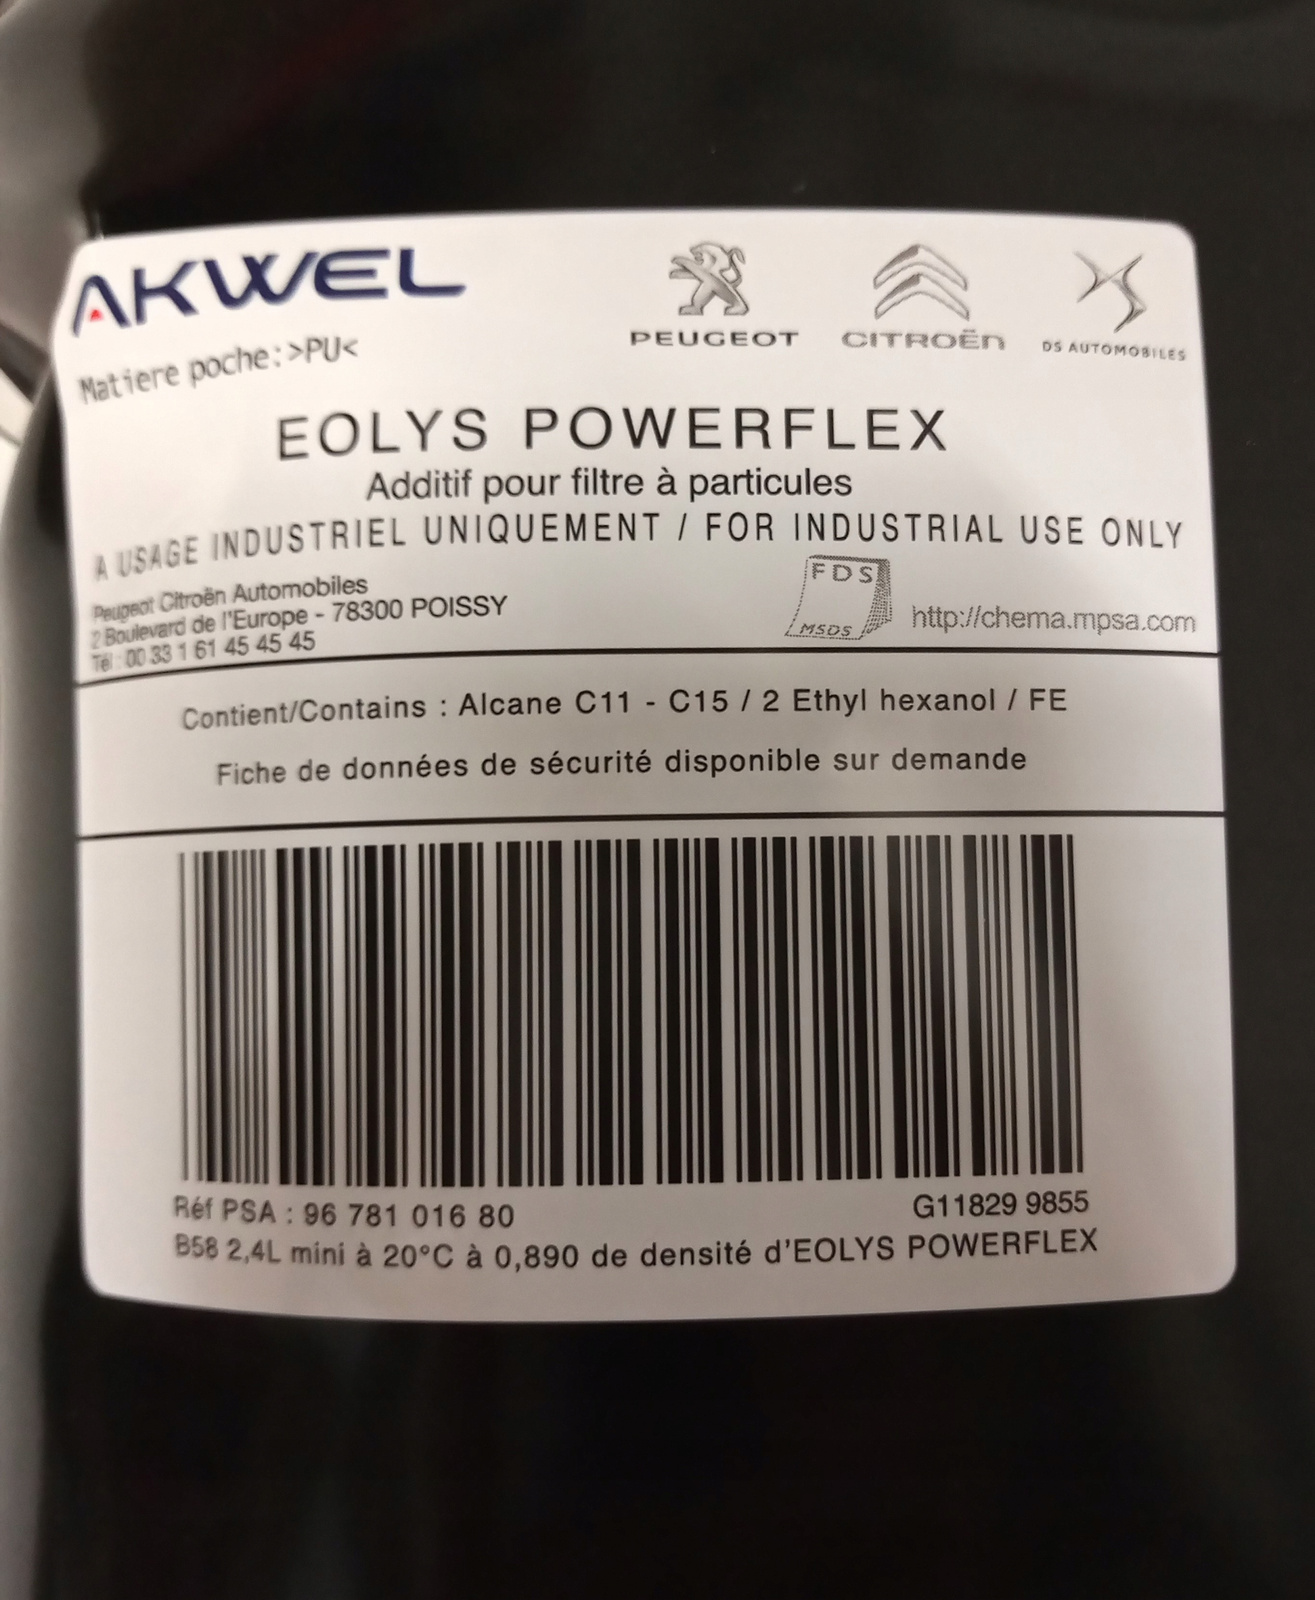 AKWEL
PEUGEOT
CITROËN
DS AUTOMOBILES
Matiere poche:>PU<
EOLYS POWERFLEX
Additif pour filtre à particules
A USAGE INDUSTRIEL UNIQUEMENT / FOR INDUSTRIAL USE ONLY
Peugeot Citroën Automobiles
2 Boulevard de l'Europe - 78300 POISSY
Tél : 00 33 1 61 45 45 45
FDS
MSDS
http://chema.mpsa.com
Contient/Contains : Alcane C11 - C15 / 2 Ethyl hexanol / FE
Fiche de données de sécurité disponible sur demande
Réf PSA : 96 781 016 80
G11829 9855
B58 2,4L mini à 20°C à 0,890 de densité d'EOLYS POWERFLEX